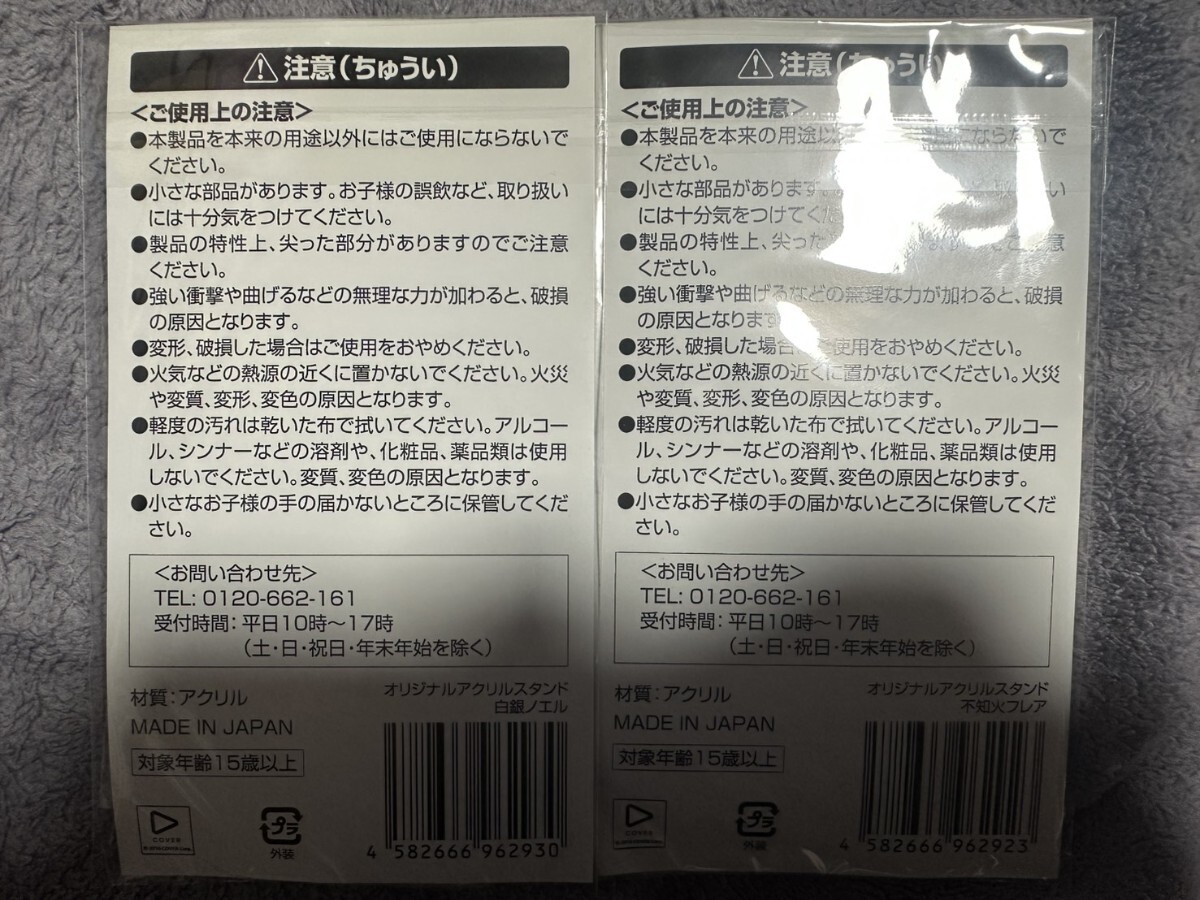 注意(ちゅうい)
<ご使用上の注意>
●本製品を本来の用途以外にはご使用にならないで
ください。
●小さな部品があります。お子様の誤飲など、取り扱い
には十分気をつけてください。
●製品の特性上、尖った部分がありますのでご注意
ください。
●強い衝撃や曲げるなどの無理な力が加わると、破損
の原因となります。
●変形、破損した場合はご使用をおやめください。
●火気などの熱源の近くに置かないでください。火災
や変質、変形、変色の原因となります。
●軽度の汚れは乾いた布で拭いてください。アルコー
ル、シンナーなどの溶剤や、化粧品、薬品類は使用
しないでください。変質、変色の原因となります。
●小さなお子様の手の届かないところに保管してくだ
さい。
<お問い合わせ先>
TEL: 0120-662-161
受付時間:平日10時~17時
(土・日・祝日・年末年始を除く)
材質:アクリル
MADE IN JAPAN
対象年齢15歳以上
オリジナルアクリルスタンド
白銀ノエル
COVER
プラ
外装
4 582666 962930
注意(ちゅうい)
<ご使用上の注意>
●本製品を本来の用途以 にならないで
ください。
●小さな部品があります。 い
には十分気をつけてくだ
●製品の特性上、尖った ご注意
ください。
●強い衝撃や曲げるなどの無理な力が加わると、破損
の原因となります
●変形、破損した場合はご使用をおやめください。
●火気などの熱源の近くに置かないでください。火災
や変質、変形、変色の原因となります。
●軽度の汚れは乾いた布で拭いてください。アルコー
ル、シンナーなどの溶剤や、化粧品、薬品類は使用
しないでください。変質、変色の原因となります。
●小さなお子様の手の届かないところに保管してくだ
さい。
<お問い合わせ先>
TEL: 0120-662-161
受付時間:平日10時~17時
(土・日・祝日・年末年始を除く)
材質:アクリル
MADE IN JAPAN
対象年齢15歳以上
オリジナルアクリルスタンド
不知火フレア
COVER
プラ
外装
4 582666 962923